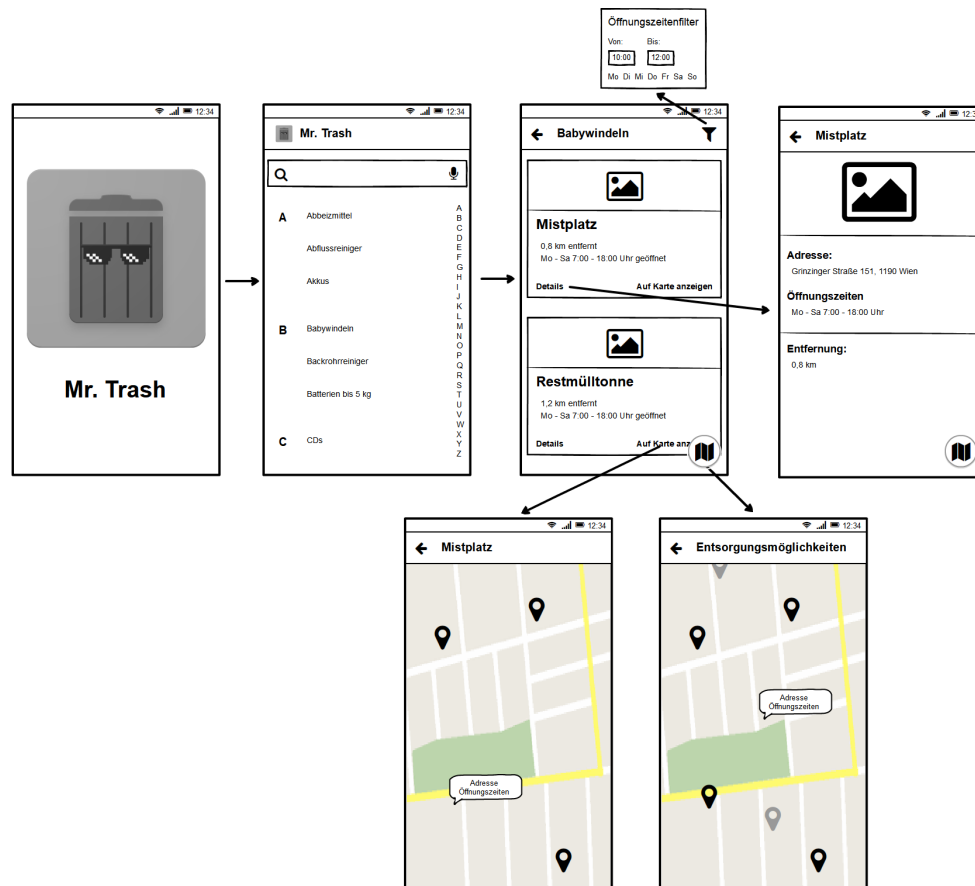 Öffnungszeitenfilter
Von: Bis:
10:00 12:00
Mo Di Mi Do Fr Sa So
12:34
Mr. Trash
12:34
Mr. Trash
A Abbeizmittel
Abflussreiniger
Akkus
B Babywindeln
Backrohrreiniger
Batterien bis 5 kg
C CDs
A
B
C
D
E
F
G
H
I
J
K
L
M
N
O
P
Q
R
S
T
U
V
W
X
Y
Z
12:34
Babywindeln
Mistplatz
0,8 km entfernt
Mo - Sa 7:00 - 18:00 Uhr geöffnet
Details Auf Karte anzeigen
Restmülltonne
1,2 km entfernt
Mo - Sa 7:00 - 18:00 Uhr geöffnet
Details Auf Karte
Mistplatz
Adresse:
Grinzinger Straße 151, 1190 Wien
Öffnungszeiten
Mo - Sa 7:00 - 18:00 Uhr
Entfernung:
0,8 km
12:34
Mistplatz
Adresse
Öffnungszeiten
12:34
Entsorgungsmöglichkeiten
Adresse
Öffnungszeiten